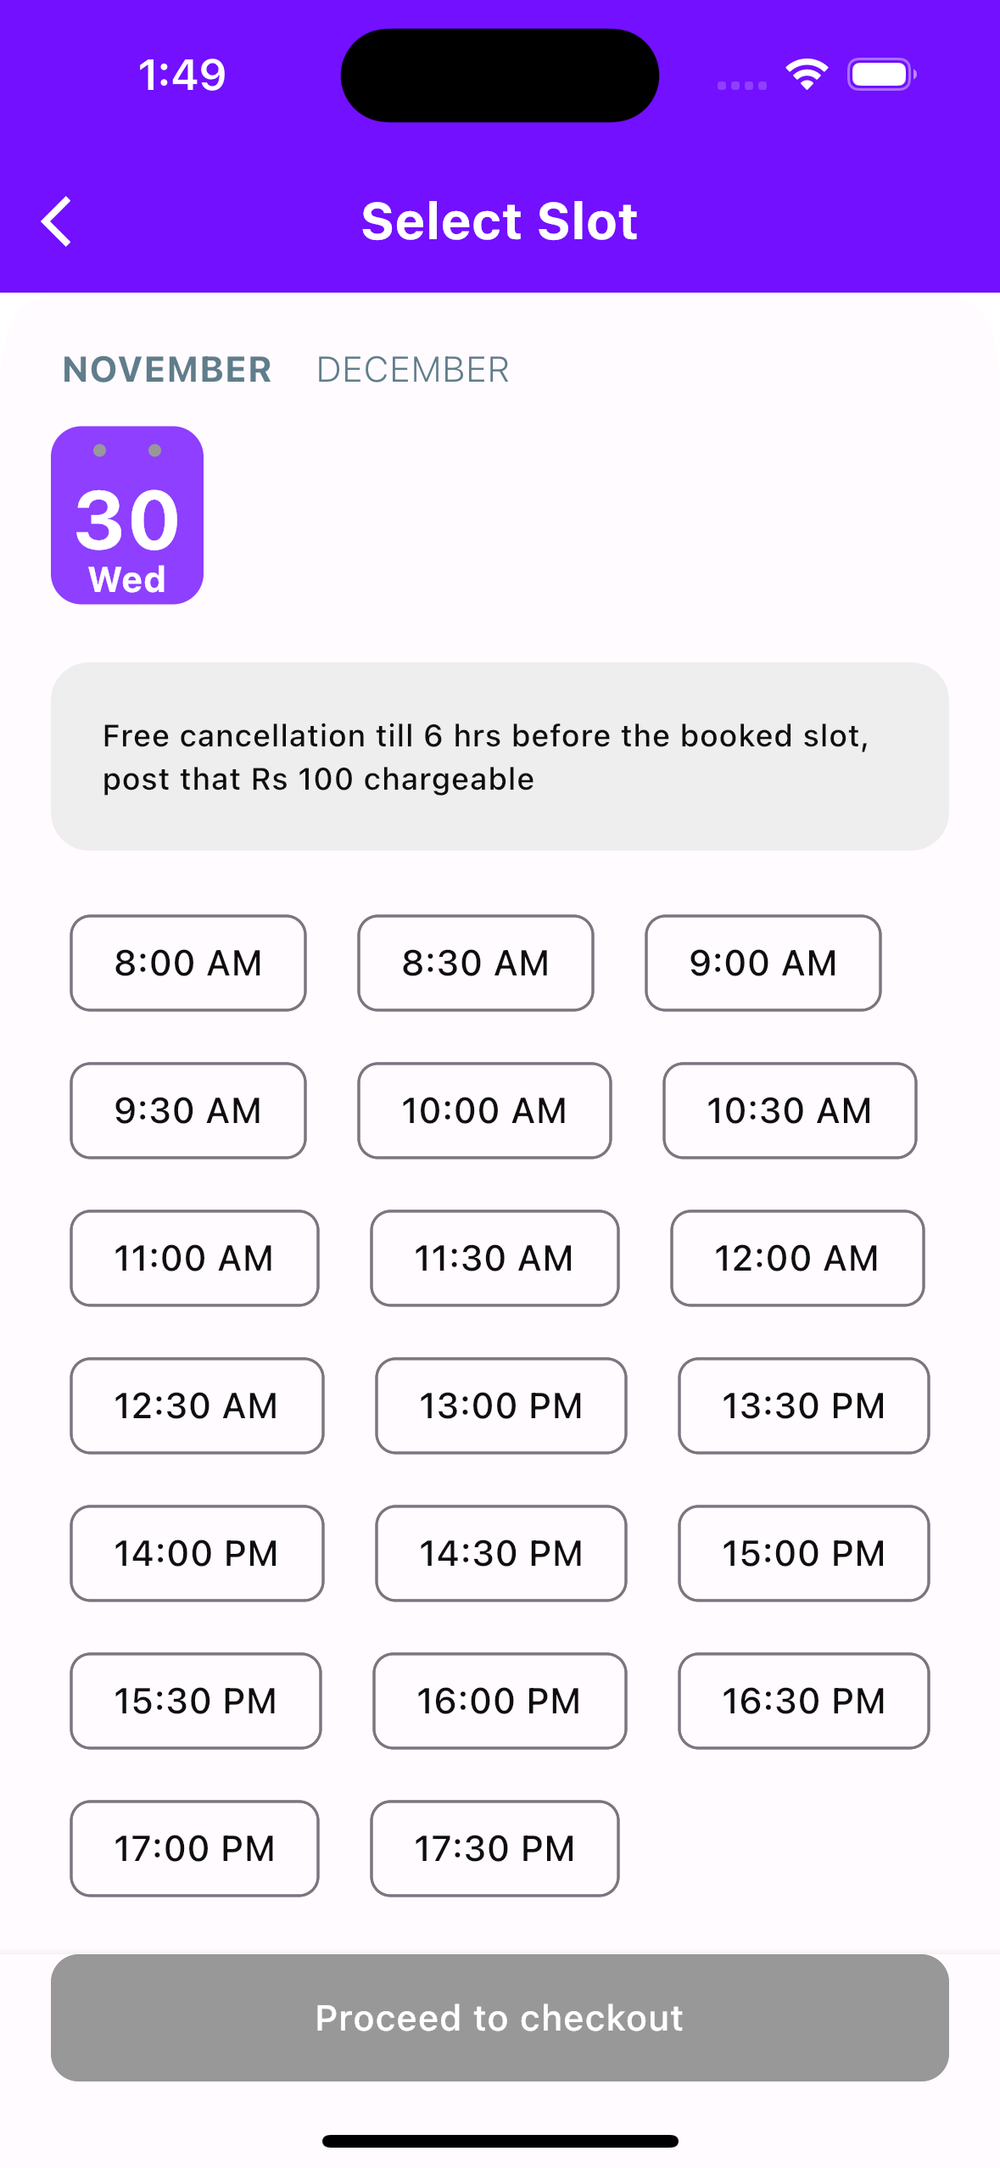 1:49
Select Slot
NOVEMBER DECEMBER
30
Wed
Free cancellation till 6 hrs before the booked slot,
post that Rs 100 chargeable
8:00 AM 8:30 AM 9:00 AM
9:30 AM 10:00 AM 10:30 AM
11:00 AM 11:30 AM 12:00 AM
12:30 AM 13:00 PM 13:30 PM
14:00 PM 14:30 PM 15:00 PM
15:30 PM 16:00 PM 16:30 PM
17:00 PM 17:30 PM
Proceed to checkout